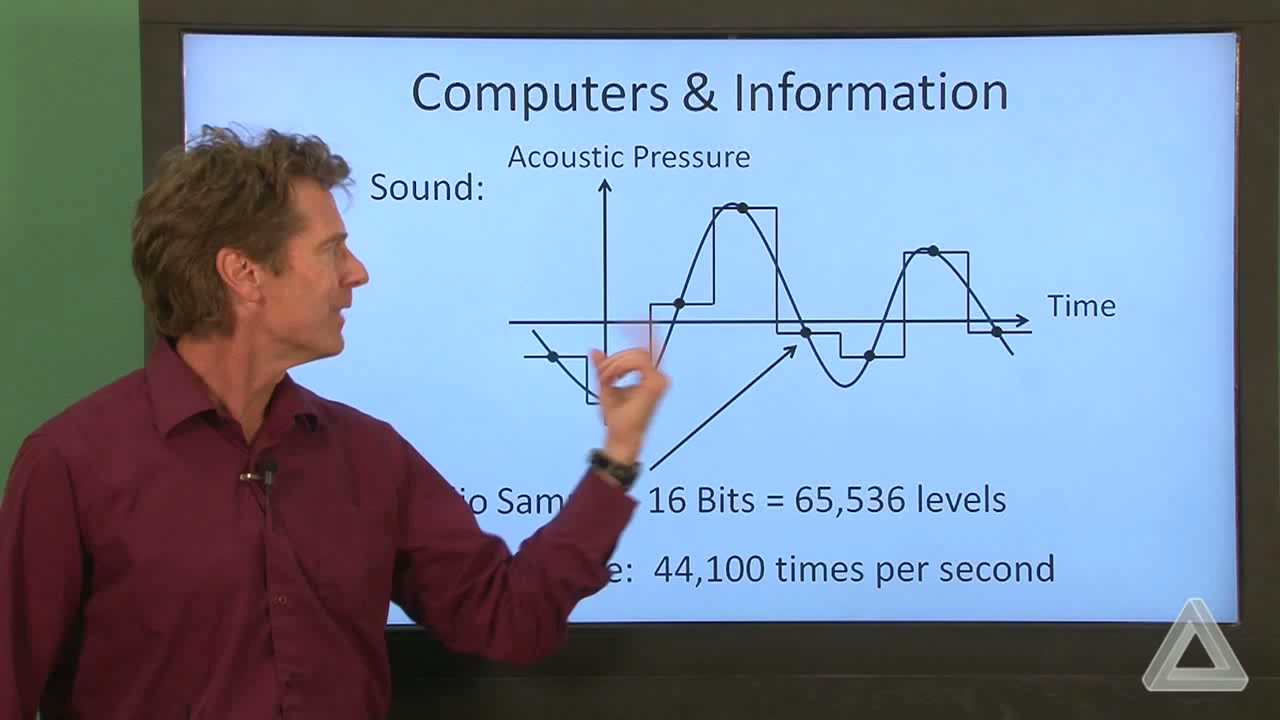 Computers & Information
Acoustic Pressure
Sound:
Time
16 Bits = 65,536 levels
44,100 times per second